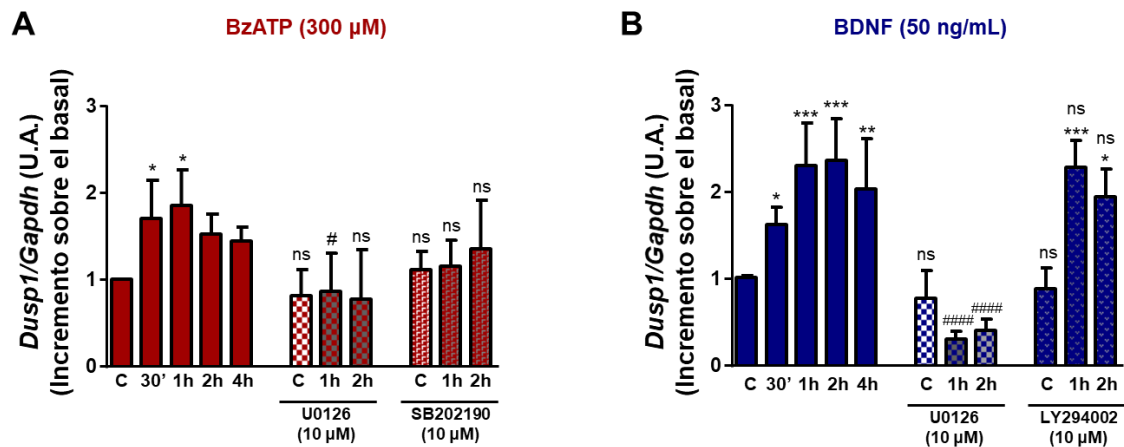 A
BzATP (300 µM)
Dusp1/Gapdh (U.A.)
(Incremento sobre el basal)
3
2
1
0
* * # ns ns ns ns ns
C 30’ 1h 2h 4h C 1h 2h C 1h 2h
U0126 SB202190
(10 µM) (10 µM)
B
BDNF (50 ng/mL)
Dusp1/Gapdh (U.A.)
(Incremento sobre el basal)
3
2
1
0
* *** *** ** ns #### #### ns ns *** ns *
C 30’ 1h 2h 4h C 1h 2h C 1h 2h
U0126 LY294002
(10 µM) (10 µM)